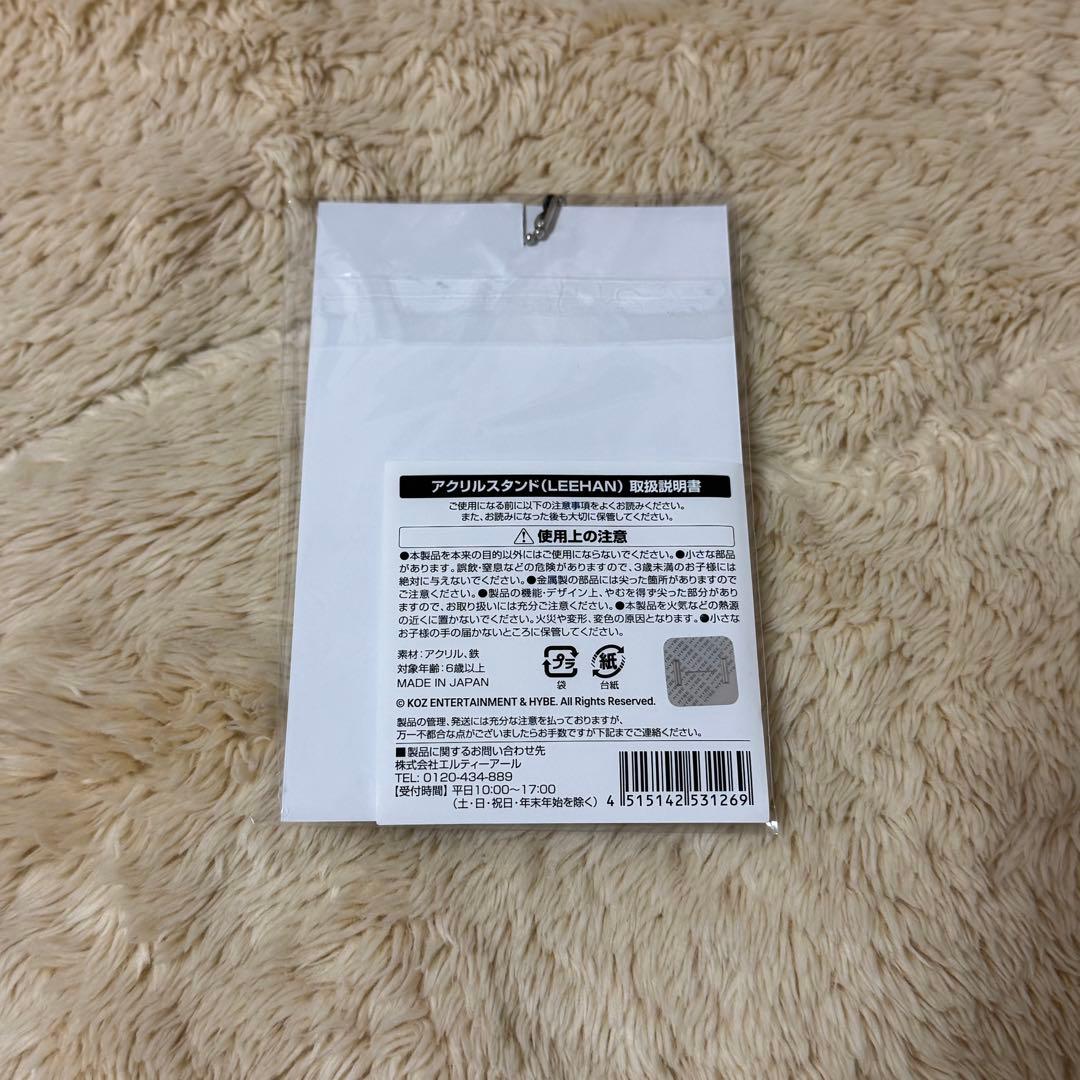 アクリルスタンド(LEEHAN) 取扱説明書
ご使用になる前に以下の注意事項をよくお読みください。
また、お読みになった後も大切に保管してください。
⚠使用上の注意
●本製品を本来の目的以外にはご使用にならないでください。●小さな部品
があります。誤飲・窒息などの危険がありますので、3歳未満のお子様には
絶対に与えないでください。●金属製の部品には尖った箇所がありますので
ご注意ください。●製品の機能・デザイン上、やむを得ず尖った部分があり
ますので、お取り扱いには充分ご注意ください。●本製品を火気などの熱源
の近くに置かないでください。火災や変形、変色の原因となります。●小さな
お子様の手の届かないところに保管してください。
素材:アクリル、鉄
対象年齢:6歳以上
MADE IN JAPAN
プラ
袋
紙
台紙
© KOZ ENTERTAINMENT & HYBE. All Rights Reserved.
製品の管理、発送には充分な注意を払っておりますが、
万一不都合な点がございましたらお手数ですが下記までご連絡ください。
■製品に関するお問い合わせ先
株式会社エルティーアール
TEL: 0120-434-889
【受付時間】平日10:00〜17:00
(土・日・祝日・年末年始を除く)
4 515142 531269